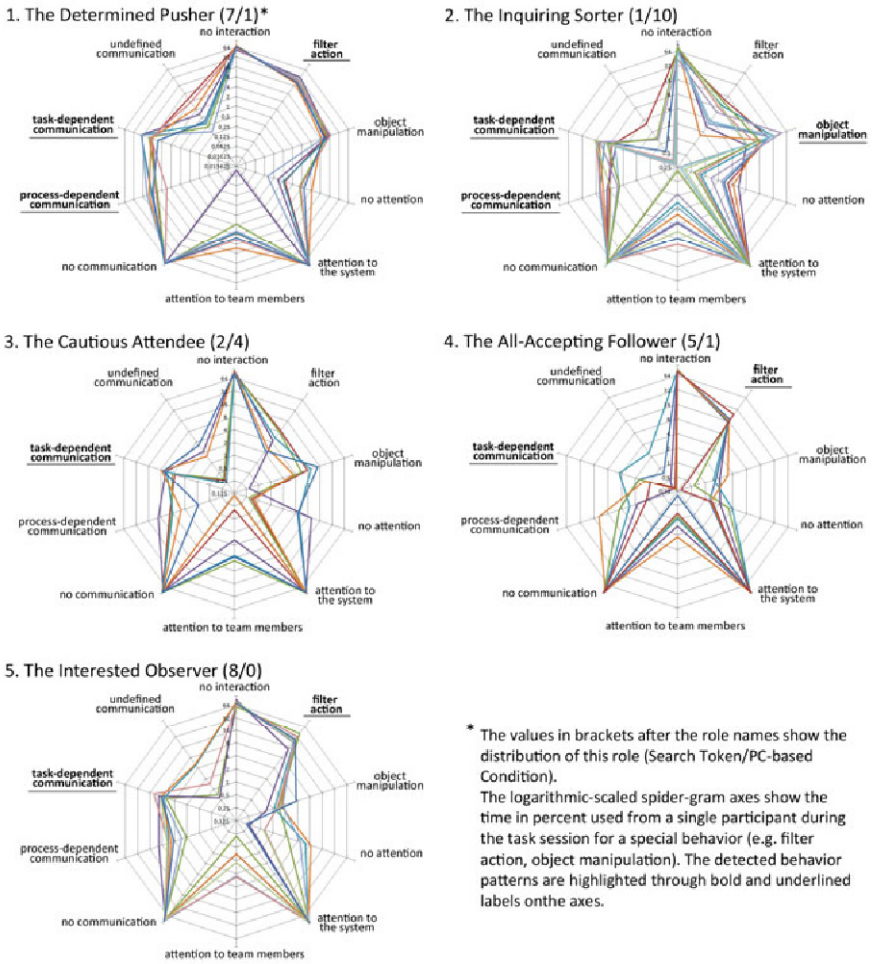 1. The Determined Pusher (7/1)*
no interaction
undefined
communication
filter
action
task-dependent
communication
object
manipulation
process-dependent
communication
no attention
no communication
attention to
the system
attention to team members
2. The Inquiring Sorter (1/10)
no interaction
undefined
communication
filter
action
task-dependent
communication
object
manipulation
process-dependent
communication
no attention
no communication
attention to
the system
attention to team members
3. The Cautious Attendee (2/4)
no interaction
undefined
communication
filter
action
task-dependent
communication
object
manipulation
process-dependent
communication
no attention
no communication
attention to
the system
attention to team members
4. The All-Accepting Follower (5/1)
no interaction
undefined
communication
filter
action
task-dependent
communication
object
manipulation
process-dependent
communication
no attention
no communication
attention to
the system
attention to team members
5. The Interested Observer (8/0)
no interaction
undefined
communication
filter
action
task-dependent
communication
object
manipulation
process-dependent
communication
no attention
no communication
attention to
the system
attention to team members
* The values in brackets after the role names show the
distribution of this role (Search Token/PC-based
Condition).
The logarithmic-scaled spider-gram axes show the
time in percent used from a single participant during
the task session for a special behavior (e.g. filter
action, object manipulation). The detected behavior
patterns are highlighted through bold and underlined
labels onthe axes.